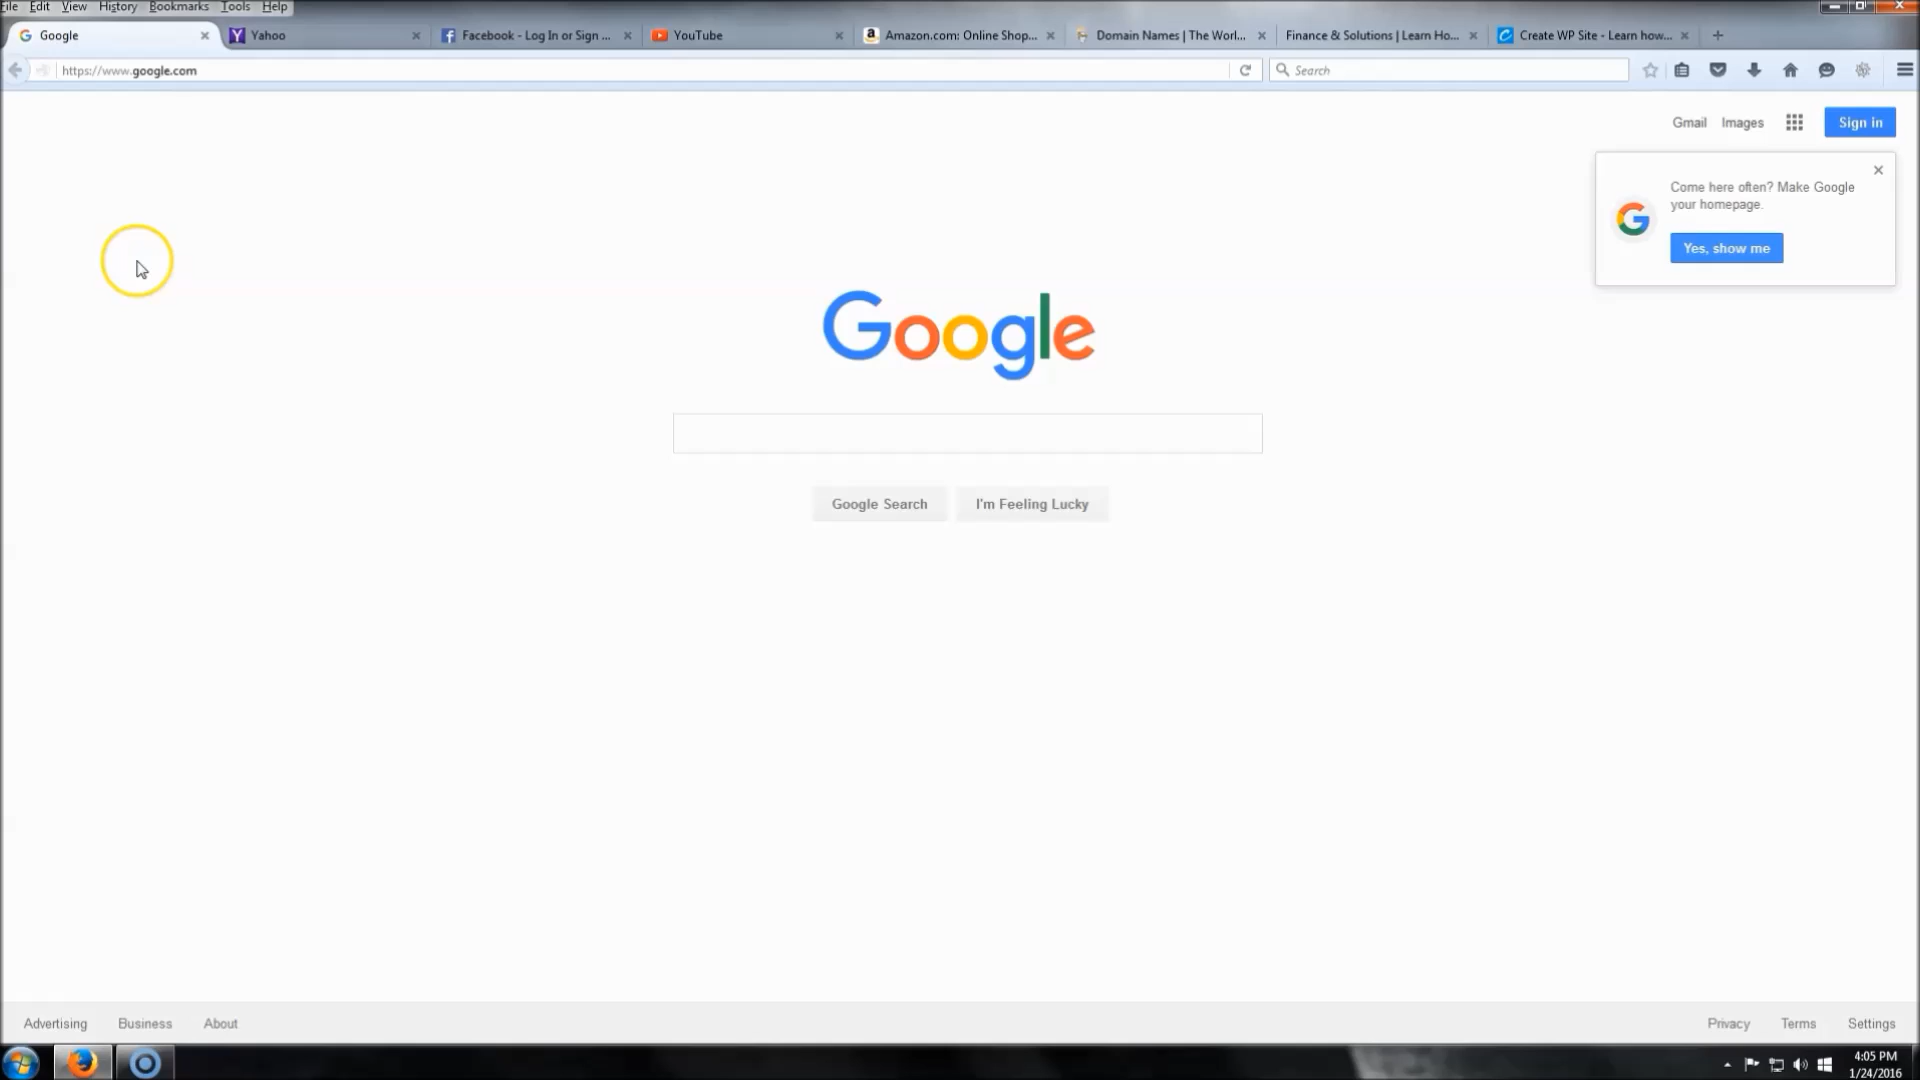 File Edit View History Bookmarks Tools Help
Google Yahoo Facebook - Log In or Sign ... YouTube Amazon.com: Online Shop... Domain Names | The Worl... Finance & Solutions | Learn Ho... Create WP Site - Learn how...
https://www.google.com Search
Gmail Images Sign in
Come here often? Make Google
your homepage.
Yes, show me
Google
Google Search I'm Feeling Lucky
Advertising Business About Privacy Terms Settings
4:05 PM
1/24/2016